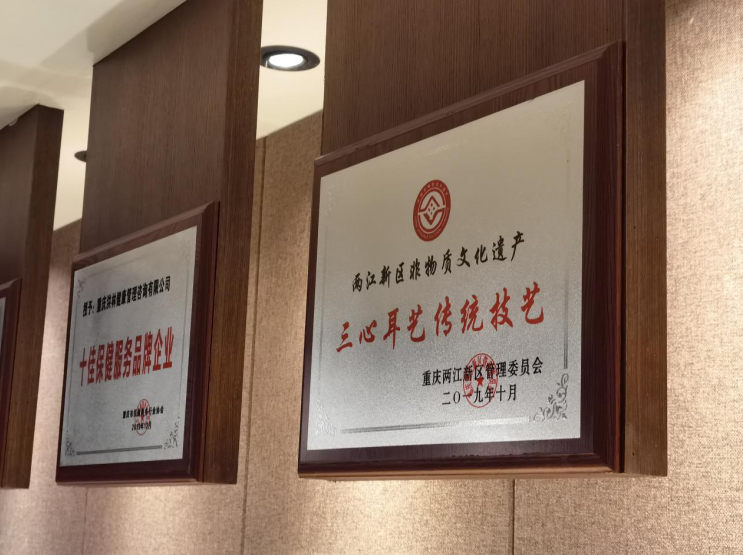 授予：重庆洪林健康管理咨询有限公司
十佳保健服务品牌企业
两江新区非物质文化遗产
三心耳艺传统技艺
重庆两江新区管理委员会
二〇一九年十月